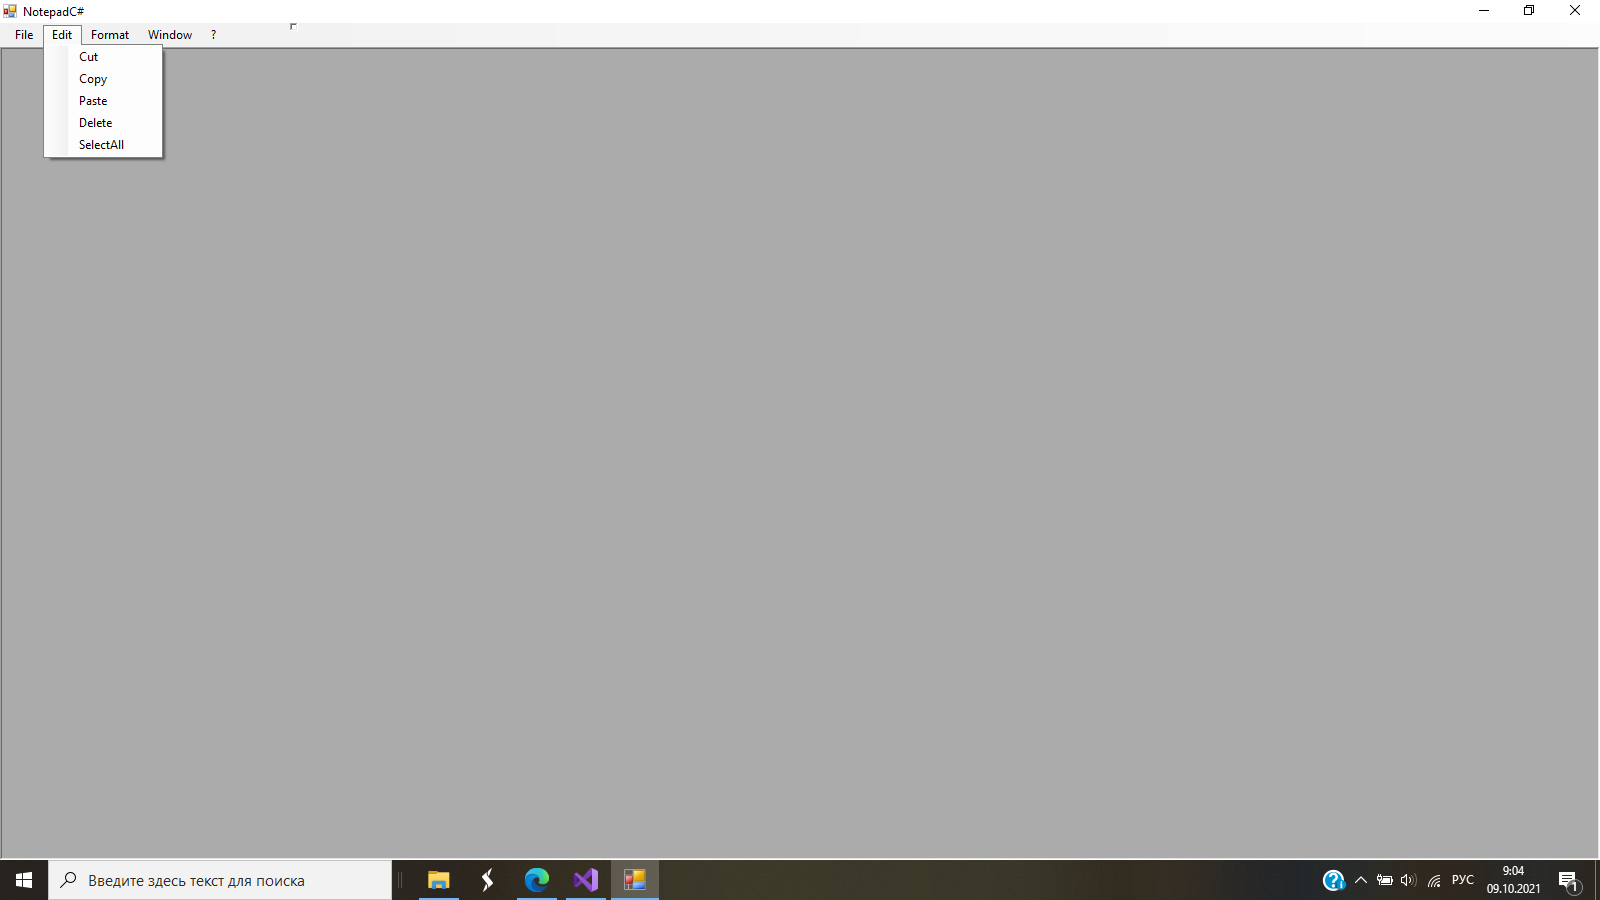 NotepadC#
File Edit Format Window ?
Cut
Copy
Paste
Delete
SelectAll
Введите здесь текст для поиска
РУС
9:04
09.10.2021
1